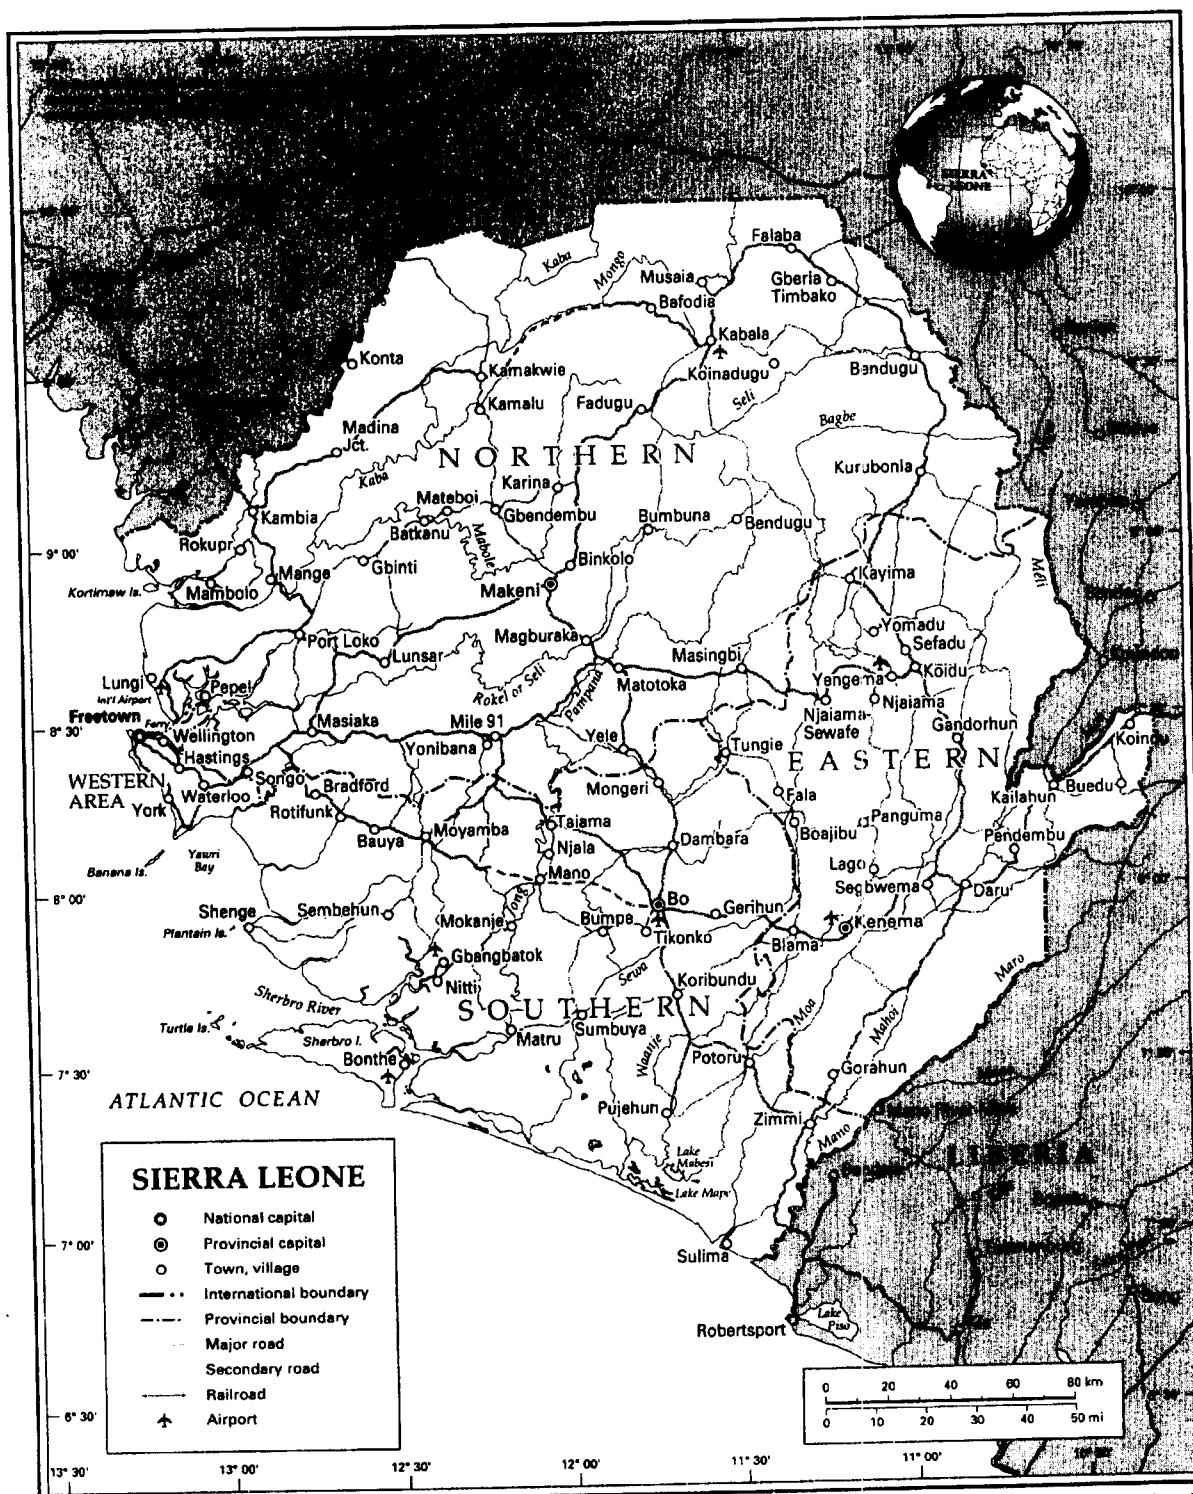 SIERRA
LEONE
Falaba
Kaba
Mongo
Musaia
Gberia
Timbako
Bafodia
Kabala
Konta
Kamakwie
Koinadugu
Bendugu
Kamalu
Fadugu
Seli
Bagbe
Madina
Jct.
NORTHERN
Kaba
Karina
Kurubonla
Mateboi
Kambia
Batkanu
Gbendembu
Bumbuna
Bendugu
Mabole
Rokupr
9° 00'
Gbinti
Binkolo
Mange
Makeni
Kayima
Meli
Kortimaw Is.
Mambolo
Yomadu
Port Loko
Magburaka
Sefadu
Lunsar
Masingbi
Koidu
Lungi
Int'l Airport
Pepel
Rokel or Seli
Pampana
Matotoka
Yengema
Njaiama-
Sewafe
Njaiama
Freetown
Ferry
Masiaka
Mile 91
Gandorhun
8° 30'
Wellington
Yonibana
Yele
Tungie
Koindu
Hastings
EASTERN
WESTERN
AREA
Songo
Bradford
Mongeri
Kailahun
Buedu
Waterloo
Fala
York
Rotifunk
Taiama
Panguma
Bauya
Moyamba
Boajibu
Pendembu
Yawri
Bay
Njala
Dambara
Banana Is.
Lago
Mano
Segbwema
Daru
8° 00'
Bo
Shenge
Sembehun
Mokanje
Jong
Bumpe
Gerihun
Kenema
Plantain Is.
Tikonko
Blama
Gbangbatok
Sewa
Maro
Nitti
Koribundu
Sherbro River
SOUTHERN
Moa
Mahoi
Turtle Is.
Sherbro I.
Matru
Sumbuya
Waanje
Bonthe
Potoru
7° 30'
Gorahun
ATLANTIC OCEAN
Pujehun
Zimmi
Mano River Mine
Mano
LIBERIA
Lake
Mabesi
Lake Mape
7° 00'
Sulima
Lake
Piso
Robertsport
SIERRA LEONE
National capital
Provincial capital
Town, village
International boundary
Provincial boundary
Major road
Secondary road
Railroad
Airport
0 20 40 60 80 km
0 10 20 30 50 mi
6° 30'
13° 30' 13° 00' 12° 30' 12° 00' 11° 30' 11° 00'